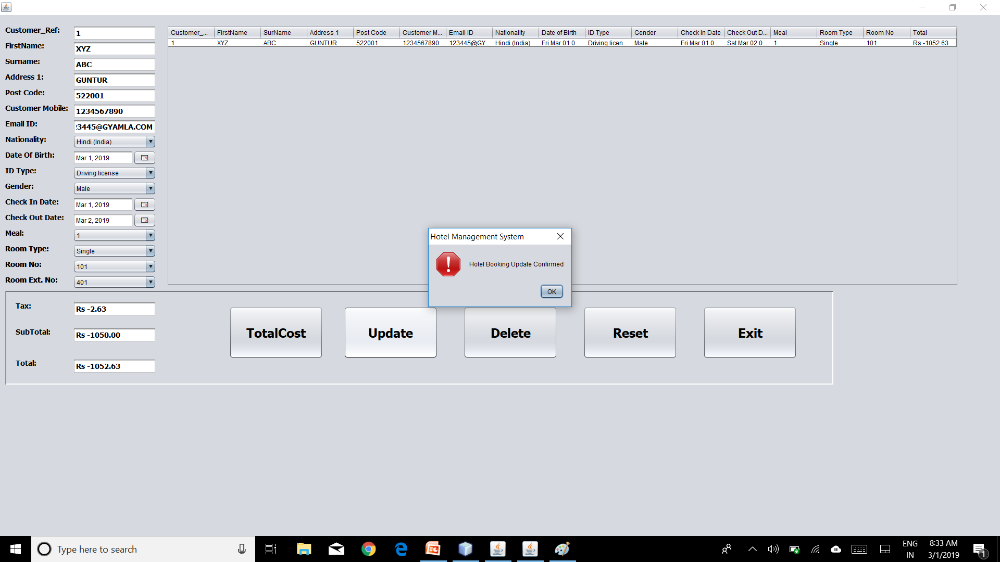 Customer_Ref: 1
FirstName: XYZ
Surname: ABC
Address 1: GUNTUR
Post Code: 522001
Customer Mobile: 1234567890
Email ID: 23445@GYAMLA.COM
Nationality: Hindi (India)
Date Of Birth: Mar 1, 2019
ID Type: Driving license
Gender: Male
Check In Date: Mar 1, 2019
Check Out Date: Mar 2, 2019
Meal: 1
Room Type: Single
Room No: 101
Room Ext. No: 401
Customer_... FirstName SurName Address 1 Post Code Customer M... Email ID Nationality Date of Birth ID Type Gender Check In Date Check Out D... Meal Room Type Room No Total
1 XYZ ABC GUNTUR 522001 1234567890 123445@GY... Hindi (India) Fri Mar 01 0... Driving licen... Male Fri Mar 01 0... Sat Mar 02 0... 1 Single 101 Rs -1052.63
Hotel Management System
Hotel Booking Update Confirmed
OK
Tax: Rs -2.63
SubTotal: Rs -1050.00
Total: Rs -1052.63
TotalCost Update Delete Reset Exit
Type here to search
ENG
IN
8:33 AM
3/1/2019
1